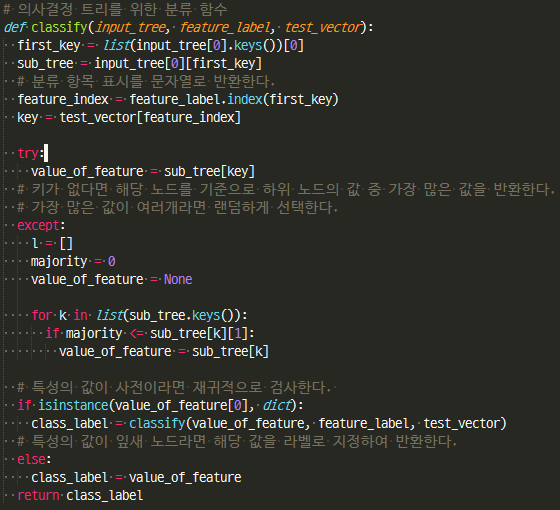 # 의사결정 트리를 위한 분류 함수
def classify(input_tree, feature_label, test_vector):
  first_key = list(input_tree[0].keys())[0]
  sub_tree = input_tree[0][first_key]
  # 분류 항목 표시를 문자열로 반환한다.
  feature_index = feature_label.index(first_key)
  key = test_vector[feature_index]

  try:
    value_of_feature = sub_tree[key]
  # 키가 없다면 해당 노드를 기준으로 하위 노드의 값 중 가장 많은 값을 반환한다.
  # 가장 많은 값이 여러개라면 랜덤하게 선택한다.
  except:
    l = []
    majority = 0
    value_of_feature = None

    for k in list(sub_tree.keys()):
      if majority <= sub_tree[k][1]:
        value_of_feature = sub_tree[k]

  # 특성의 값이 사전이라면 재귀적으로 검사한다.
  if isinstance(value_of_feature[0], dict):
    class_label = classify(value_of_feature, feature_label, test_vector)
  # 특성의 값이 잎새 노드라면 해당 값을 라벨로 지정하여 반환한다.
  else:
    class_label = value_of_feature
  return class_label